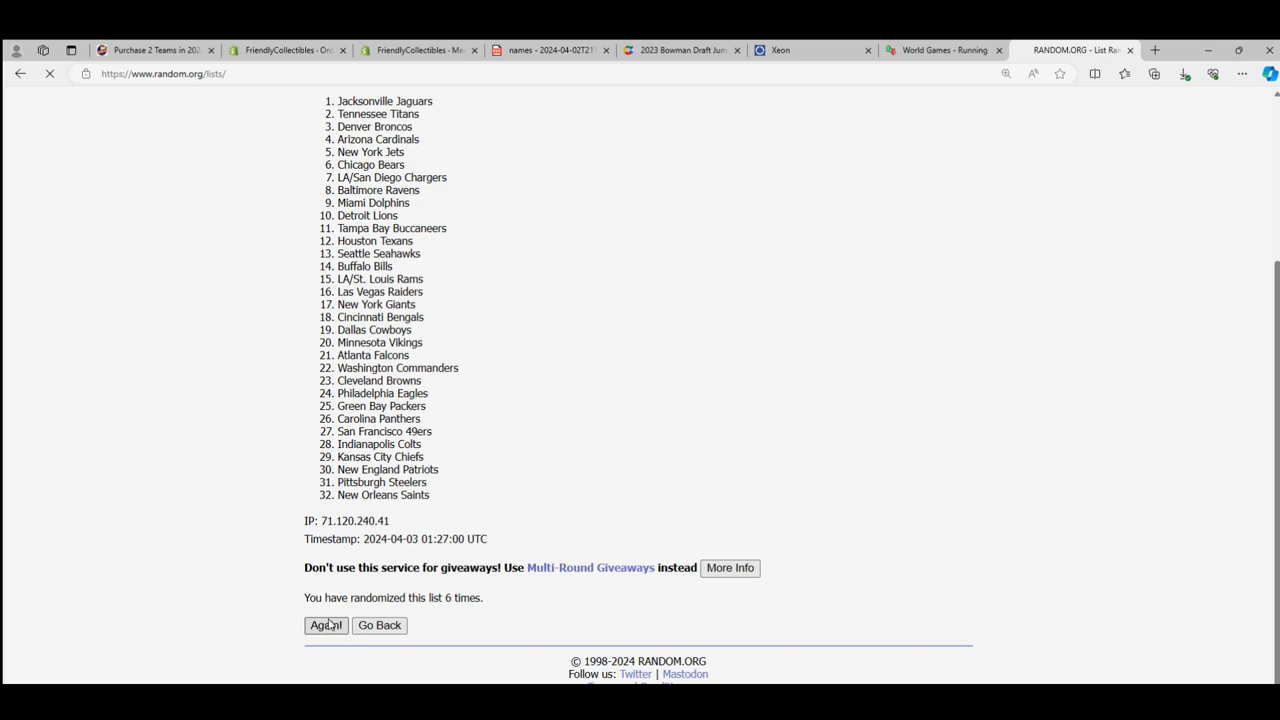 Purchase 2 Teams in 202
FriendlyCollectibles - On
FriendlyCollectibles - Me
names - 2024-04-02T21
2023 Bowman Draft Jum
Xeon
World Games - Running
RANDOM.ORG - List Ra
https://www.random.org/lists/
1. Jacksonville Jaguars
2. Tennessee Titans
3. Denver Broncos
4. Arizona Cardinals
5. New York Jets
6. Chicago Bears
7. LA/San Diego Chargers
8. Baltimore Ravens
9. Miami Dolphins
10. Detroit Lions
11. Tampa Bay Buccaneers
12. Houston Texans
13. Seattle Seahawks
14. Buffalo Bills
15. LA/St. Louis Rams
16. Las Vegas Raiders
17. New York Giants
18. Cincinnati Bengals
19. Dallas Cowboys
20. Minnesota Vikings
21. Atlanta Falcons
22. Washington Commanders
23. Cleveland Browns
24. Philadelphia Eagles
25. Green Bay Packers
26. Carolina Panthers
27. San Francisco 49ers
28. Indianapolis Colts
29. Kansas City Chiefs
30. New England Patriots
31. Pittsburgh Steelers
32. New Orleans Saints
IP: 71.120.240.41
Timestamp: 2024-04-03 01:27:00 UTC
Don't use this service for giveaways! Use Multi-Round Giveaways instead More Info
You have randomized this list 6 times.
Again! Go Back
© 1998-2024 RANDOM.ORG
Follow us: Twitter | Mastodon